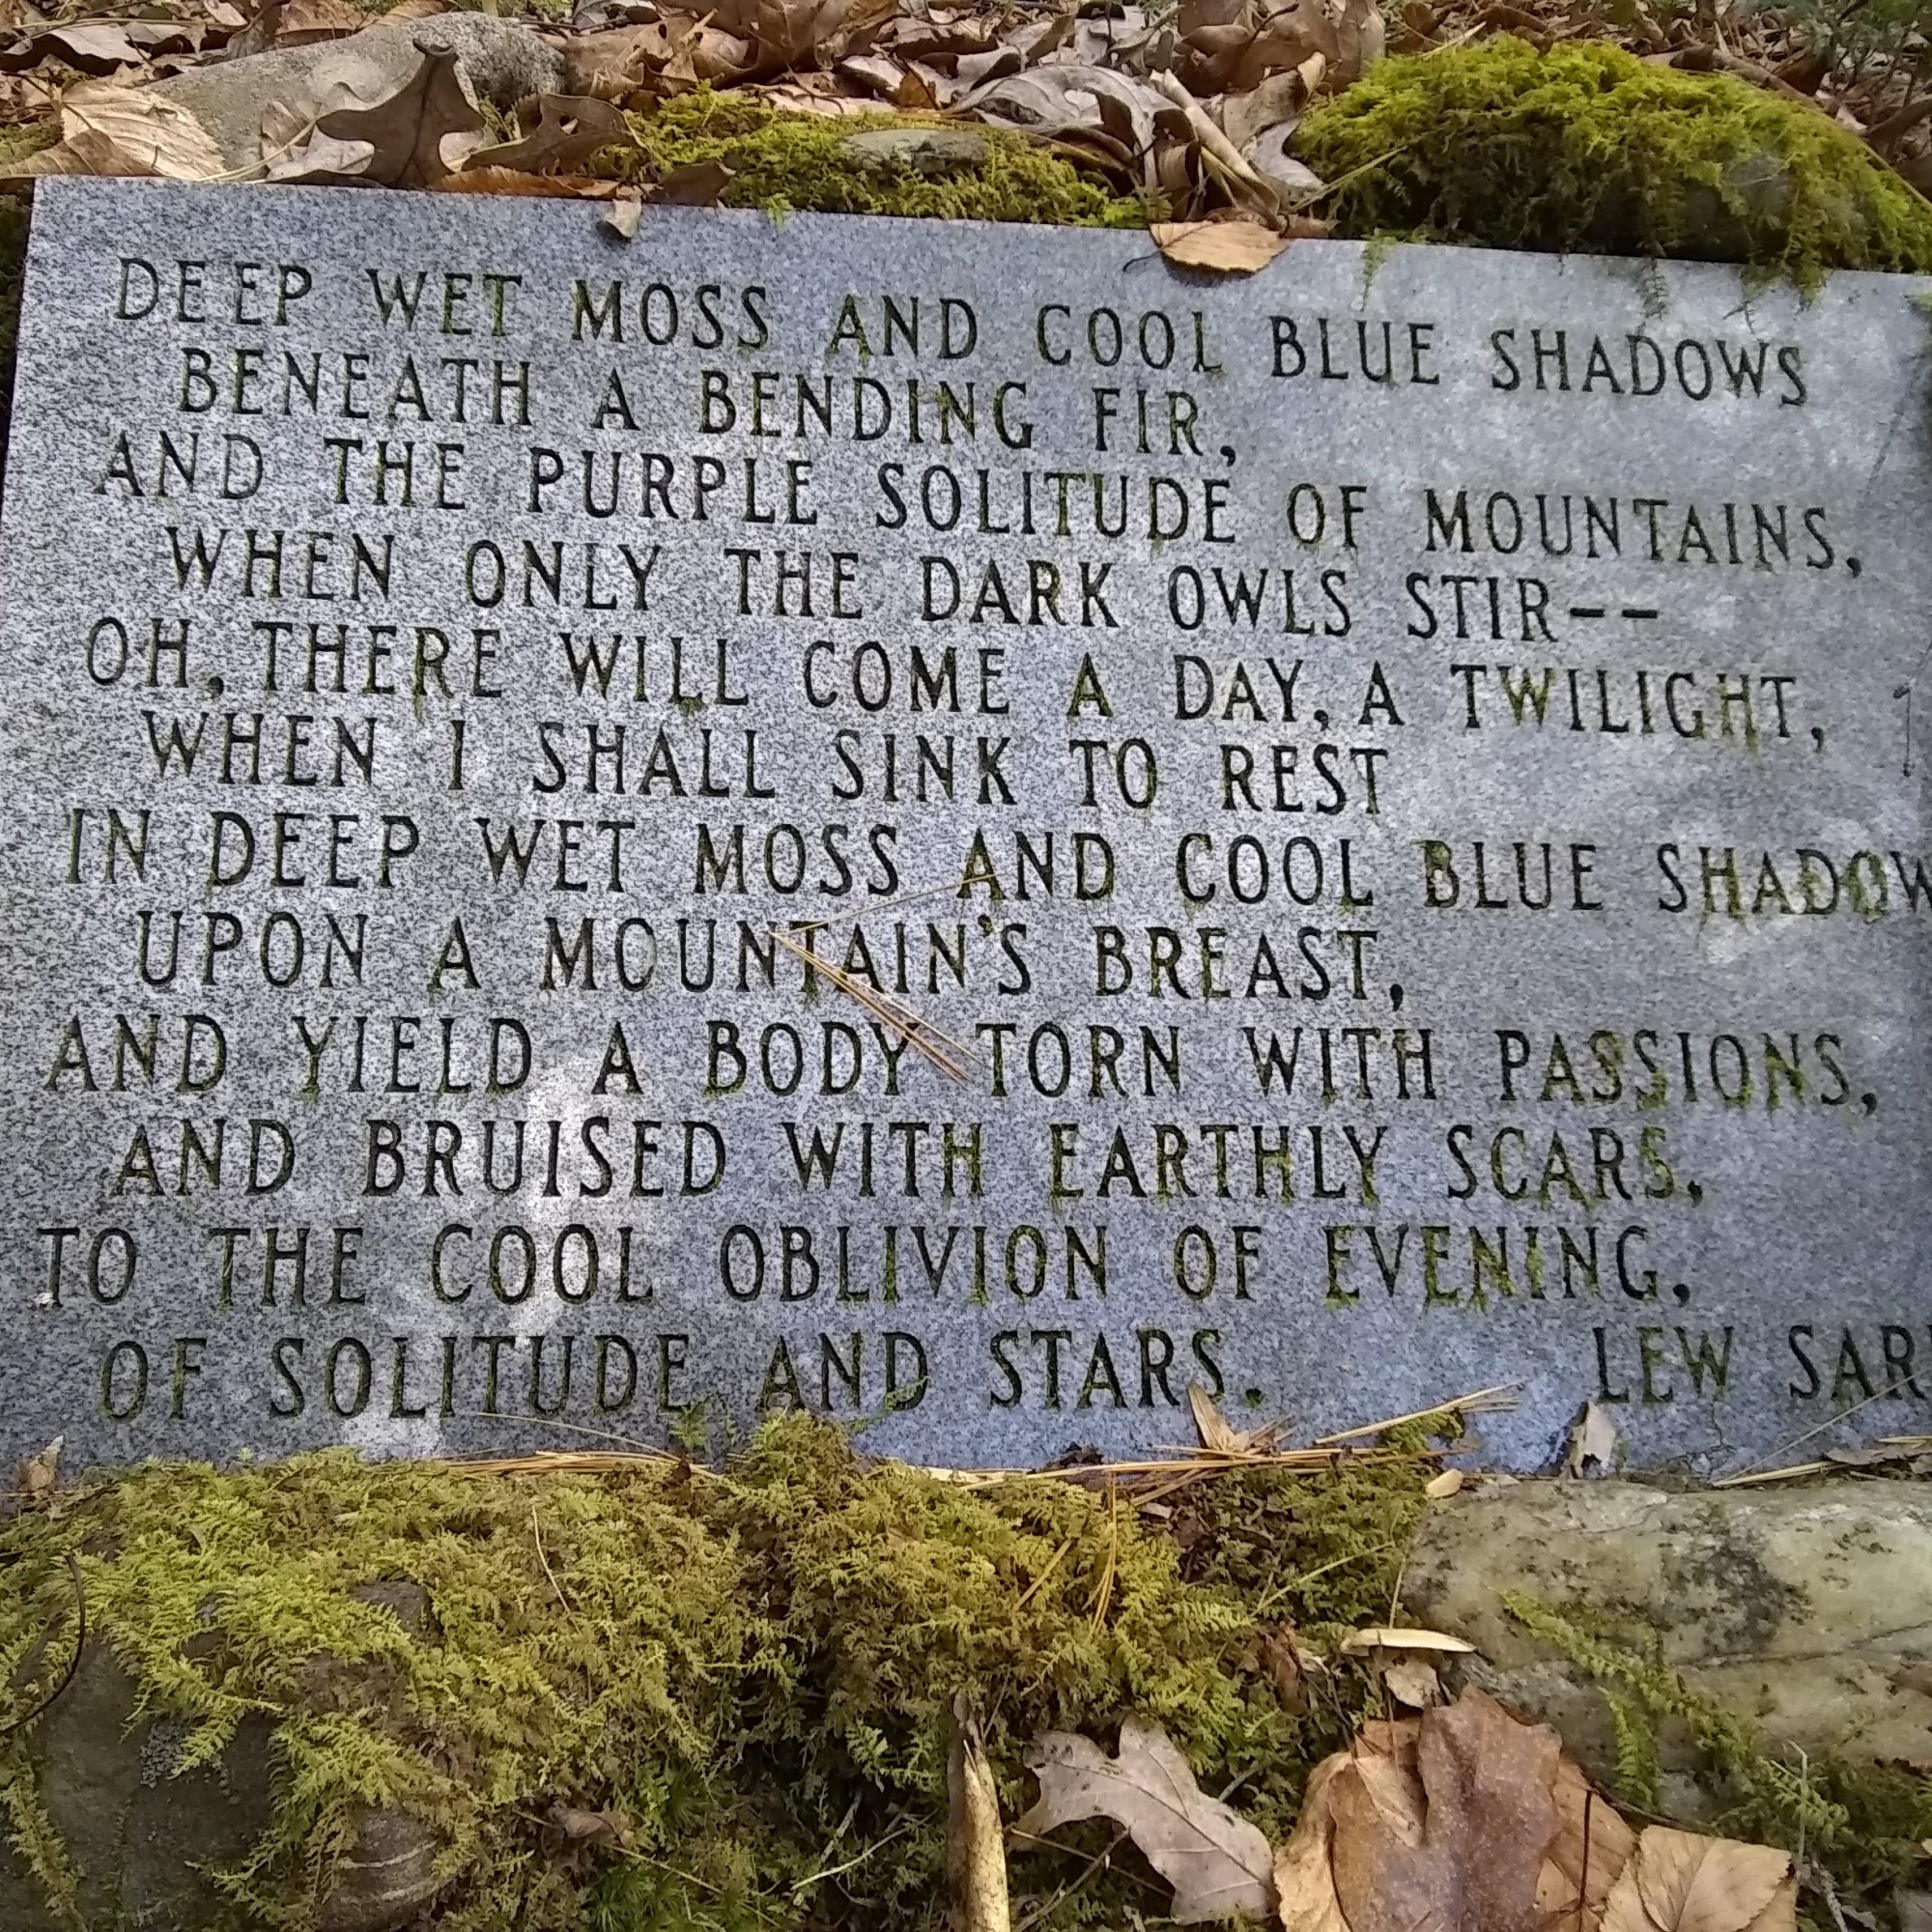 DEEP WET MOSS AND COOL BLUE SHADOWS
BENEATH A BENDING FIR,
AND THE PURPLE SOLITUDE OF MOUNTAINS,
WHEN ONLY THE DARK OWLS STIR--
OH, THERE WILL COME A DAY, A TWILIGHT,
WHEN I SHALL SINK TO REST
IN DEEP WET MOSS AND COOL BLUE SHADOW
UPON A MOUNTAIN'S BREAST,
AND YIELD A BODY TORN WITH PASSIONS,
AND BRUISED WITH EARTHLY SCARS,
TO THE COOL OBLIVION OF EVENING,
OF SOLITUDE AND STARS.
LEW SAR